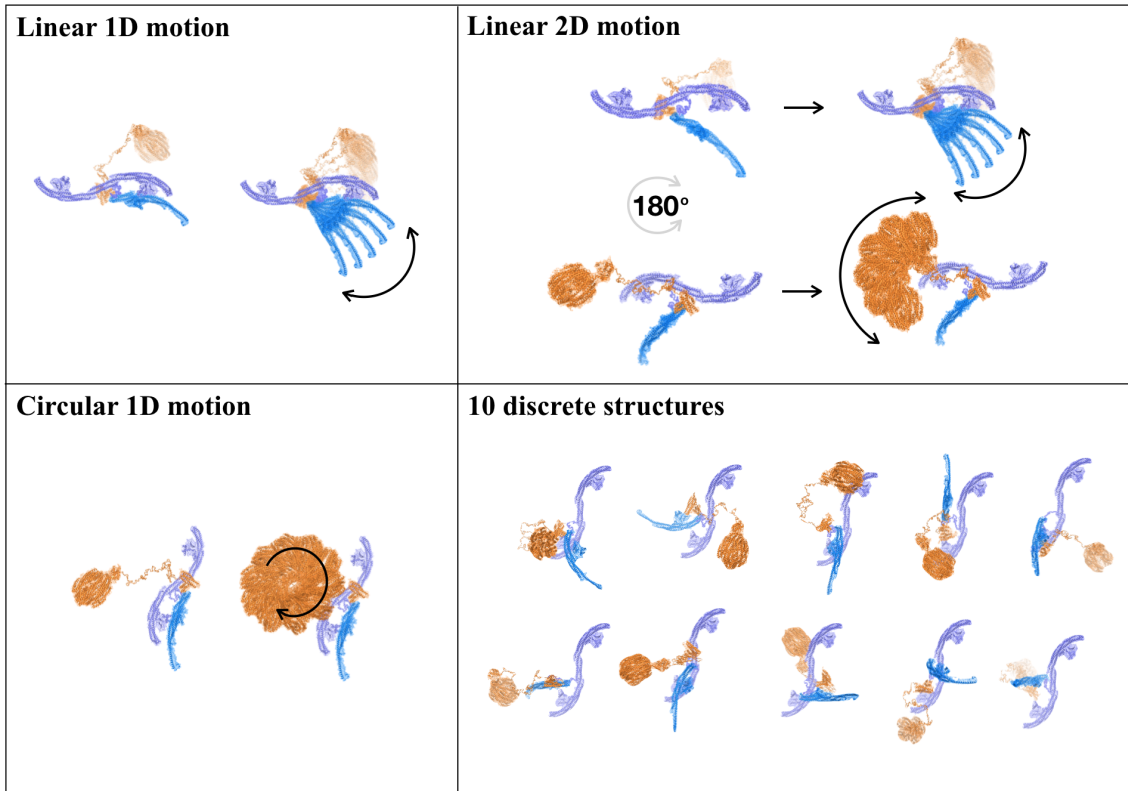 Linear 1D motion
Linear 2D motion
180°
Circular 1D motion
10 discrete structures